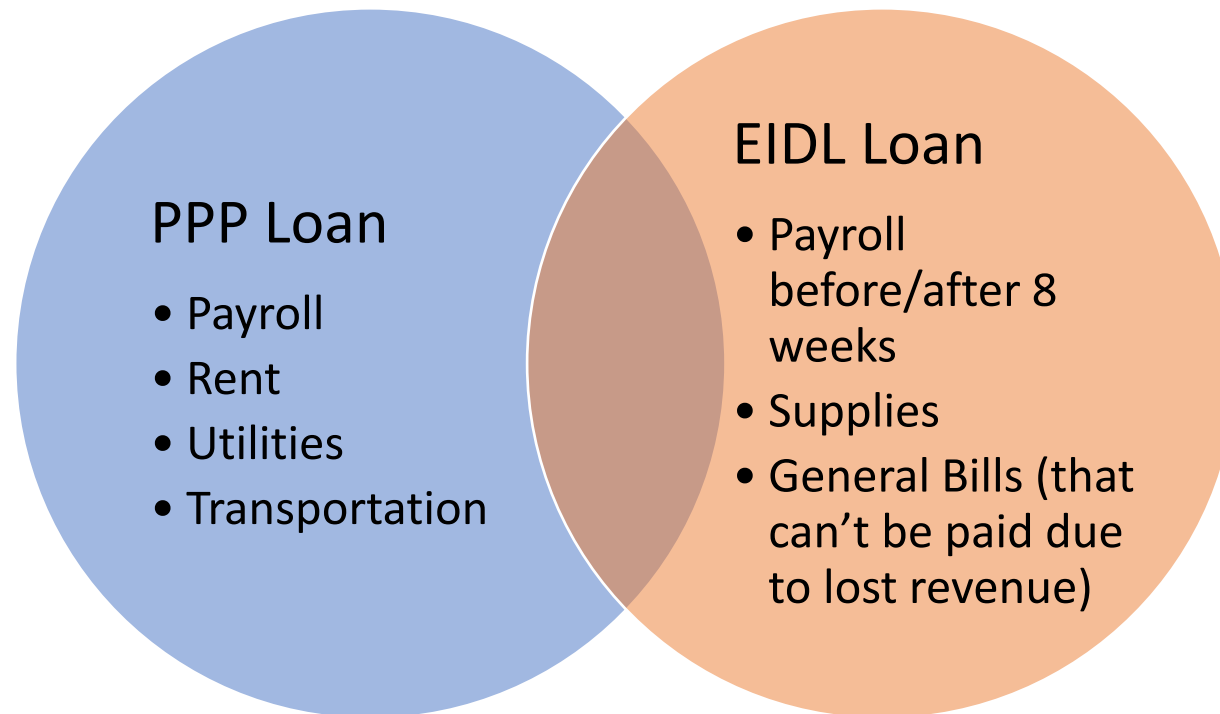 PPP Loan
• Payroll
• Rent
• Utilities
• Transportation
EIDL Loan
• Payroll
before/after 8
weeks
• Supplies
• General Bills (that
can’t be paid due
to lost revenue)